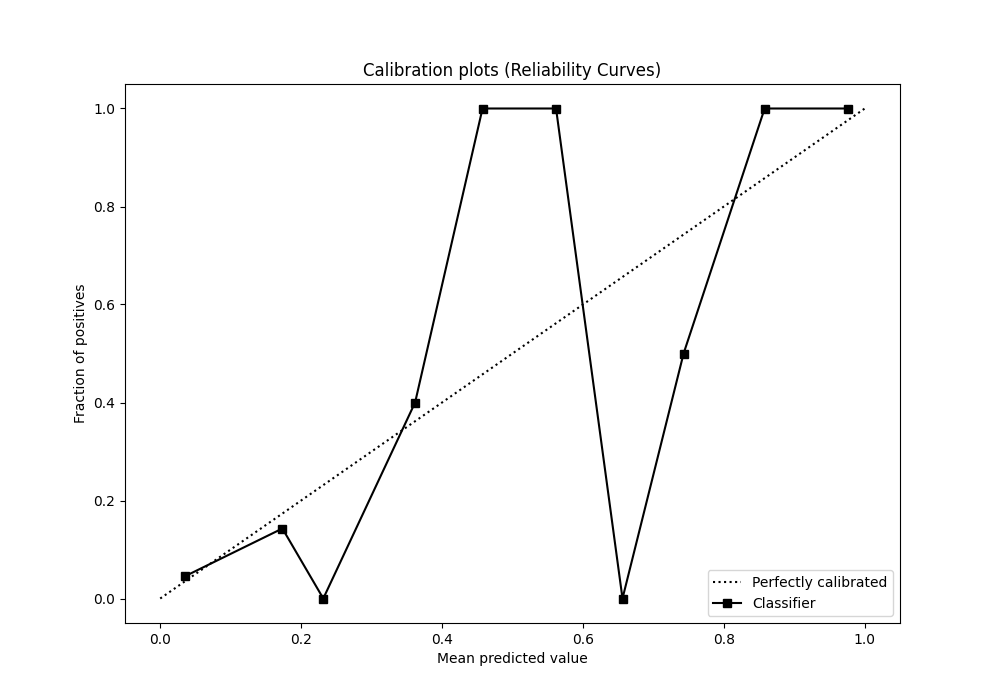 Calibration plots (Reliability Curves)
Fraction of positives
1.0
0.8
0.6
0.4
0.2
0.0
0.0 0.2 0.4 0.6 0.8 1.0
Mean predicted value
Perfectly calibrated
Classifier